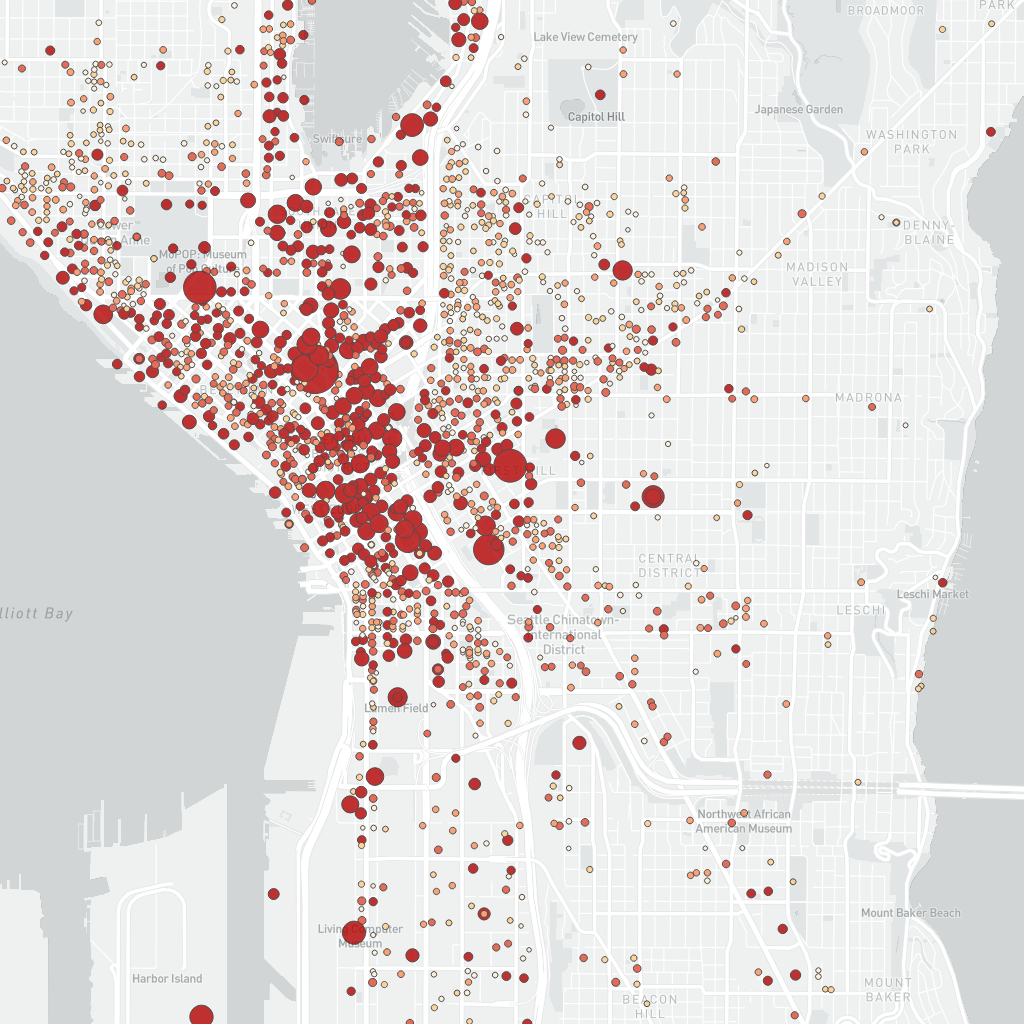 PARK
BROADMOOR
Lake View Cemetery
Japanese Garden
Capitol Hill
WASHINGTON
PARK
HILL
DENNY-
BLAINE
MoPOP: Museum
of Pop Culture
MADISON
VALLEY
MADRONA
CENTRAL
DISTRICT
Leschi Market
LESCHI
lliott Bay
Seattle Chinatown-
International
District
Lumen Field
Northwest African
American Museum
Mount Baker Beach
Living Computer
Museum
Harbor Island
MOUNT
BAKER
BEACON
HILL